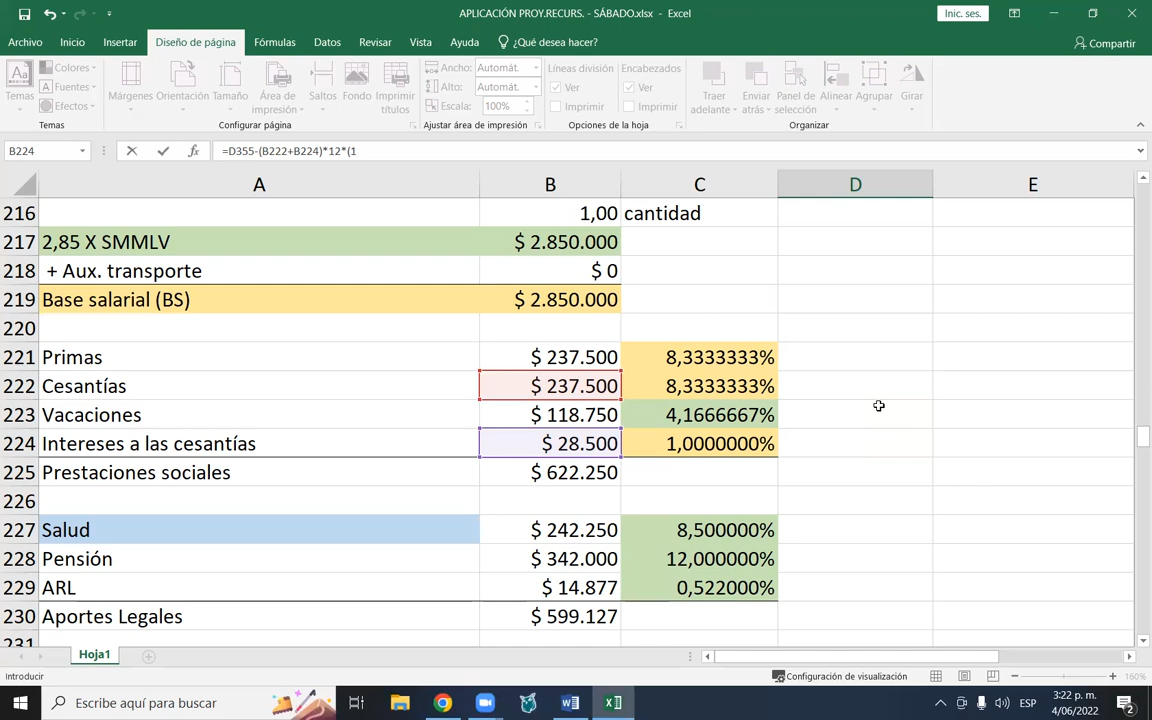 APLICACIÓN PROY.RECURS. - SÁBADO.xlsx - Excel
Inic. ses.
Archivo Inicio Insertar Diseño de página Fórmulas Datos Revisar Vista Ayuda ¿Qué desea hacer? Compartir
Aa Temas
Colores
Fuentes
Efectos
Temas
Márgenes Orientación Tamaño Área de impresión Saltos Fondo Imprimir títulos
Configurar página
Ancho: Automát.
Alto: Automát.
Escala: 100%
Ajustar área de impresión
Líneas división Encabezados
Ver Ver
Imprimir Imprimir
Opciones de la hoja
Traer adelante Enviar atrás Panel de selección Alinear Agrupar Girar
Organizar
B224 fx =D355-(B222+B224)*12*(1
A B C D E
216 1,00 cantidad
217 2,85 X SMMLV $ 2.850.000
218 + Aux. transporte $ 0
219 Base salarial (BS) $ 2.850.000
220
221 Primas $ 237.500 8,3333333%
222 Cesantías $ 237.500 8,3333333%
223 Vacaciones $ 118.750 4,1666667%
224 Intereses a las cesantías $ 28.500 1,0000000%
225 Prestaciones sociales $ 622.250
226
227 Salud $ 242.250 8,500000%
228 Pensión $ 342.000 12,000000%
229 ARL $ 14.877 0,522000%
230 Aportes Legales $ 599.127
231
Hoja1
Introducir Configuración de visualización 160%
Escribe aquí para buscar
ESP
3:22 p. m.
4/06/2022
2